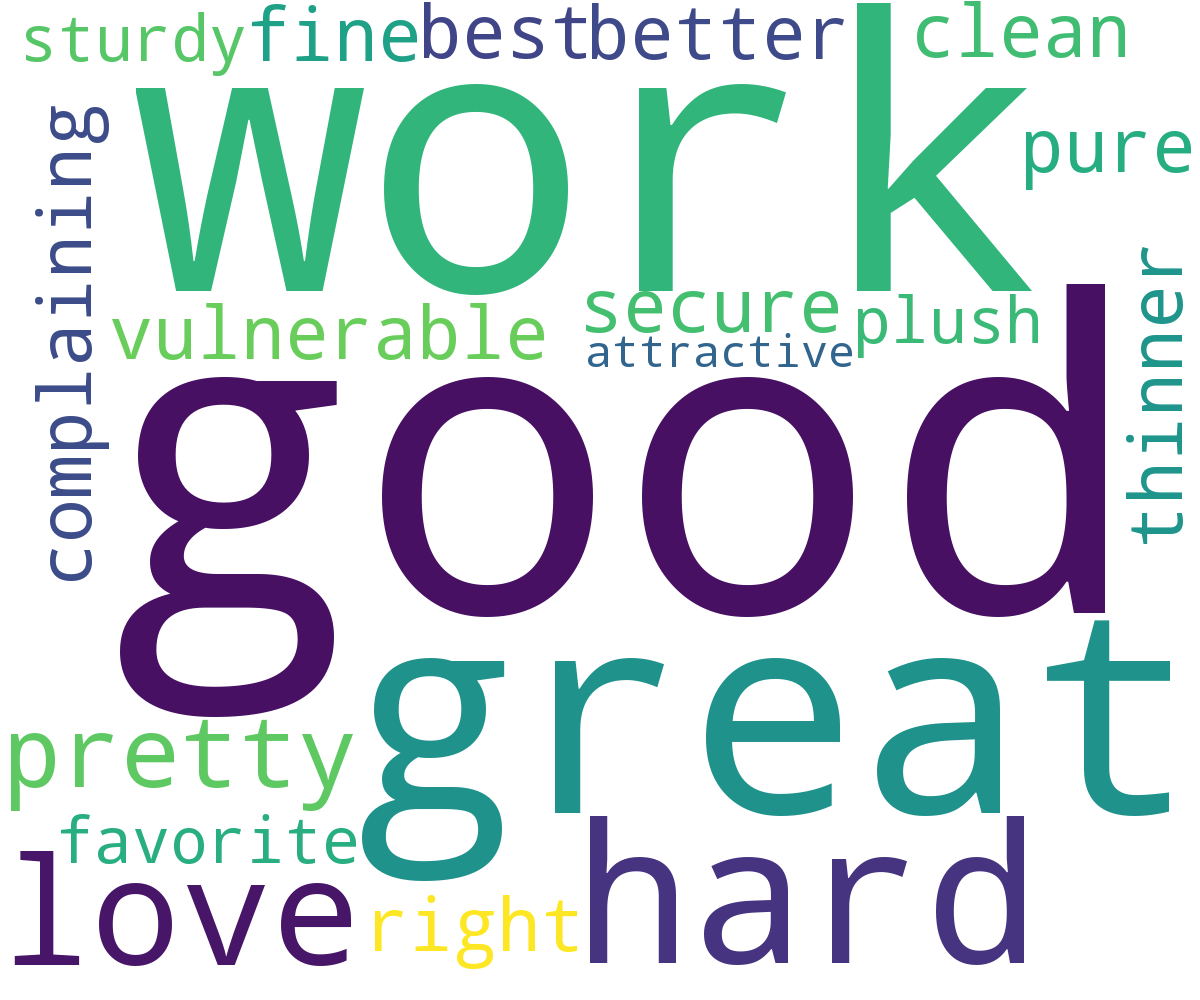 sturdy fine best better clean
work
pure
complaining
vulnerable secure plush
attractive
thinner
good
great
pretty
favorite
love right hard